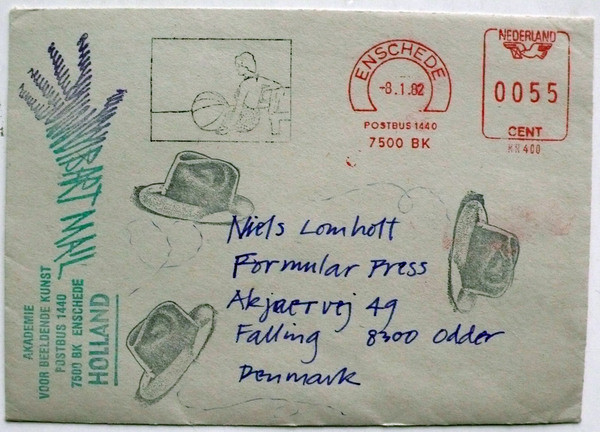 ENSCHEDE
-8.1.82
POSTBUS 1440
7500 BK
NEDERLAND
0055
CENT
ART MAIL
AKADEMIE
VOOR BEELDENDE KUNST
POSTBUS 1440
7500 BK ENSCHEDE
HOLLAND
Niels Lomholt
Formular Press
Akjaervej 49
Falling 8300 Odder
Denmark